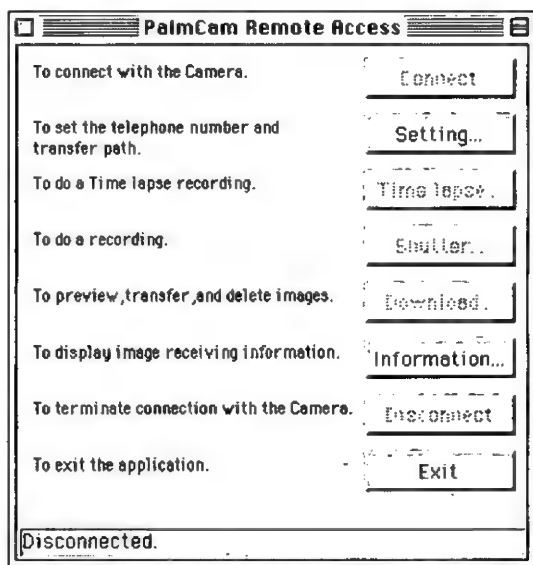 PalmCam Remote Access
To connect with the Camera.
Connect
To set the telephone number and
transfer path.
Setting...
To do a Time lapse recording.
Time lapse..
To do a recording.
Shutter..
To preview,transfer,and delete images.
Download..
To display image receiving information.
Information...
To terminate connection with the Camera.
Disconnect
To exit the application.
Exit
Disconnected.